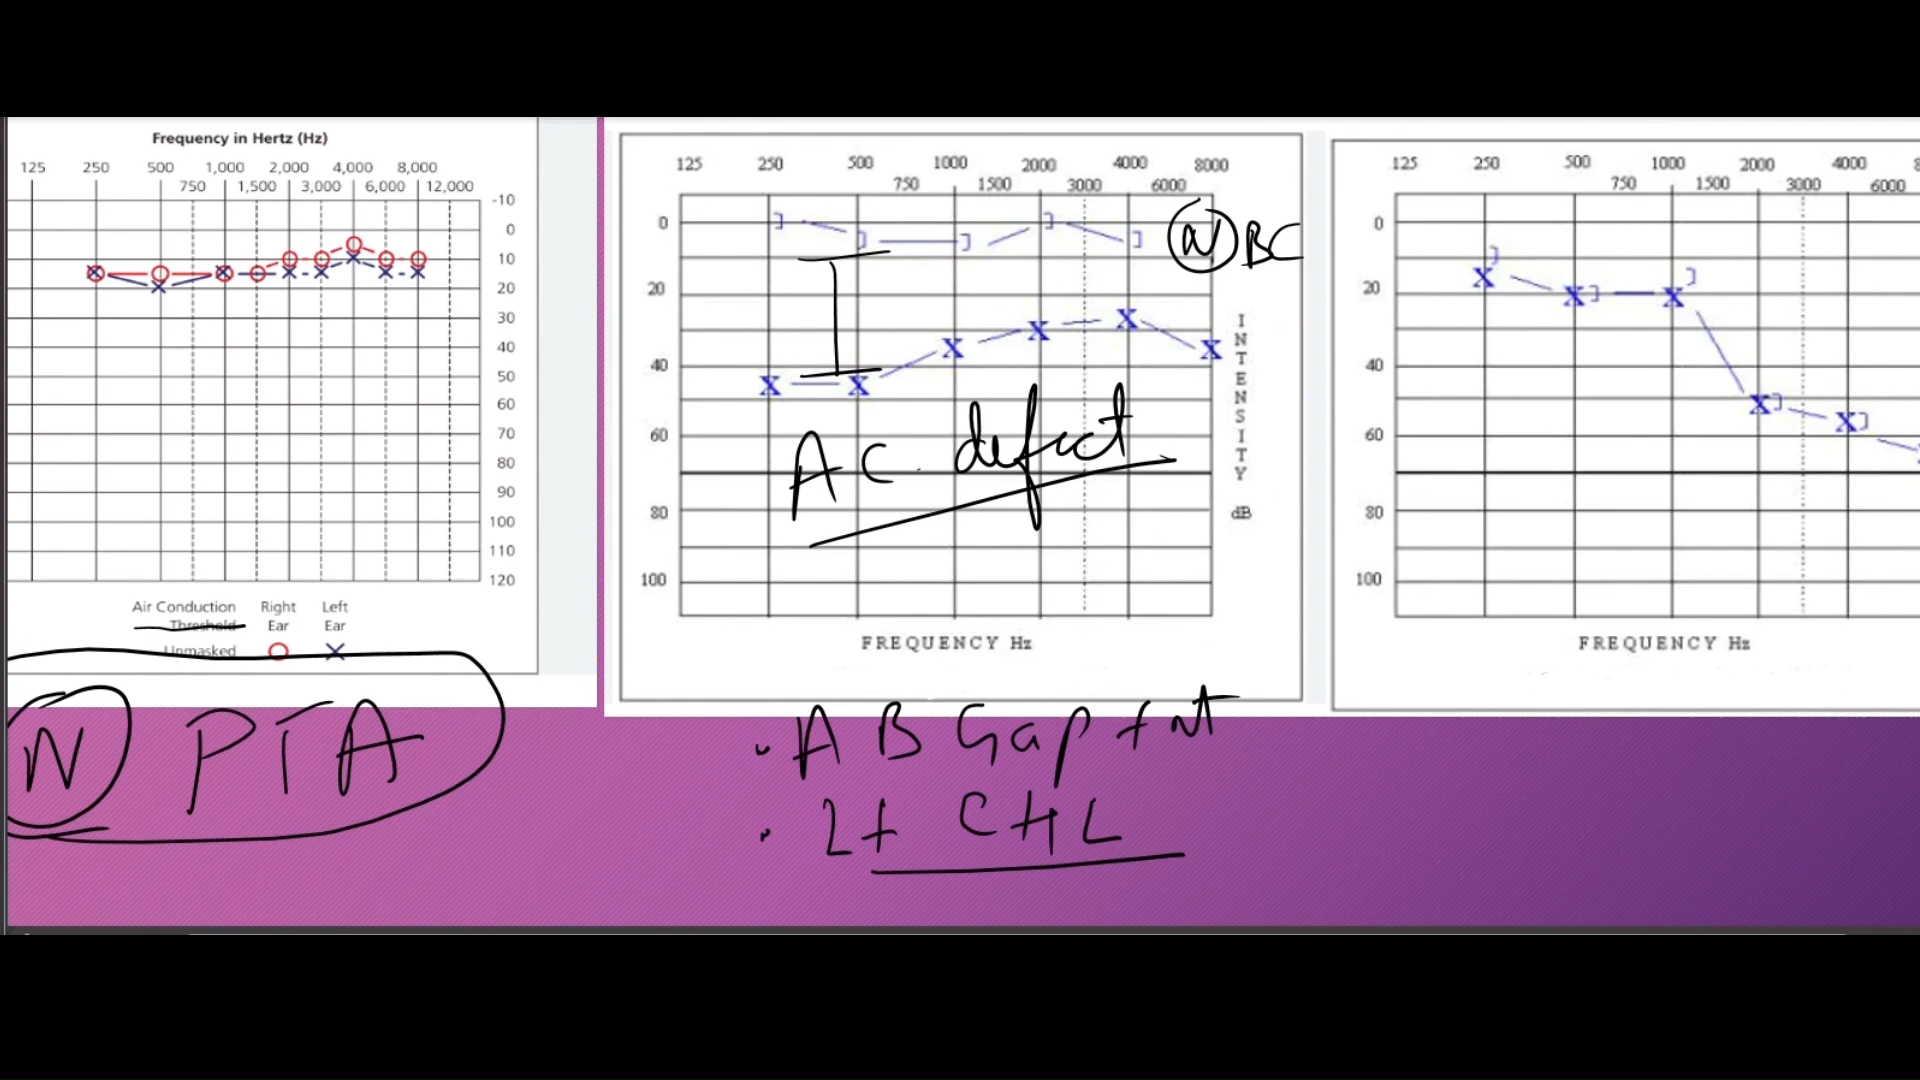 Frequency in Hertz (Hz)
125 250 500 1,000 2,000 4,000 8,000
750 1,500 3,000 6,000 12,000
-10
0
10
20
30
40
50
60
70
80
90
100
110
120
Air Conduction Right Left
Threshold Ear Ear
Unmasked
N PTA
125 250 500 1000 2000 4000 8000
750 1500 3000 6000
0
20
40
60
80
100
INTENSITY
dB
N BC
AC defect
FREQUENCY Hz
A B Gap +nt
Lt CHL
125 250 500 1000 2000 4000
750 1500 3000 6000
0
20
40
60
80
100
FREQUENCY Hz